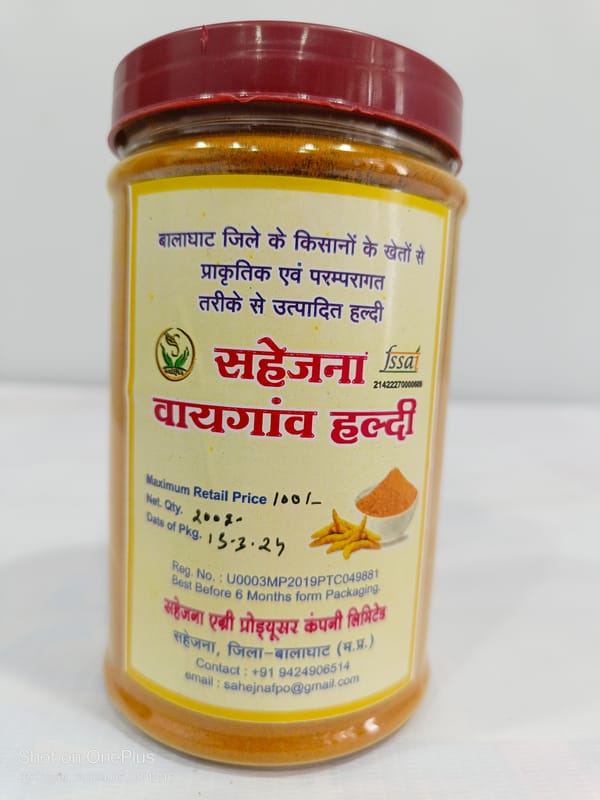 बालाघाट जिले के किसानों के खेतों से
प्राकृतिक एवं परम्परागत
तरीके से उत्पादित हल्दी
fssai
21422270000605
सहेजना
वायगांव हल्दी
Maximum Retail Price 100/-
Net. Qty. 200g.
Date of Pkg. 15-3-24
Reg. No. : U0003MP2019PTC049881
Best Before 6 Months form Packaging.
सहेजना एग्री प्रोड्यूसर कंपनी लिमिटेड
सहेजना, जिला-बालाघाट (म.प्र.)
Contact : +91 9424906514
email : sahejnafpo@gmail.com
Shot on OnePlus